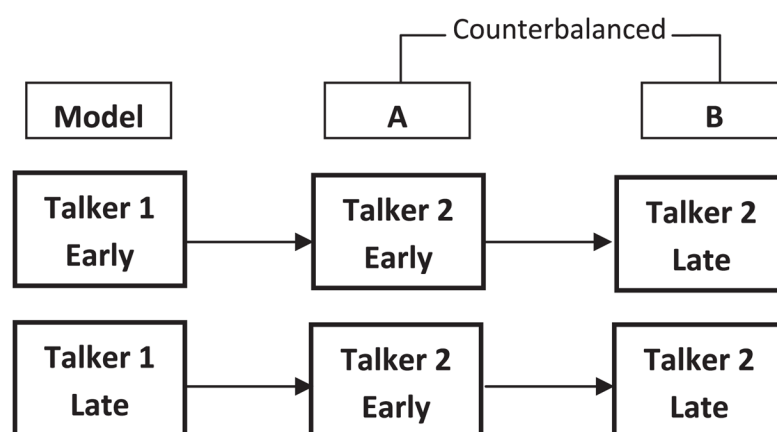 Counterbalanced
Model
A
B
Talker 1
Early
Talker 2
Early
Talker 2
Late
Talker 1
Late
Talker 2
Early
Talker 2
Late